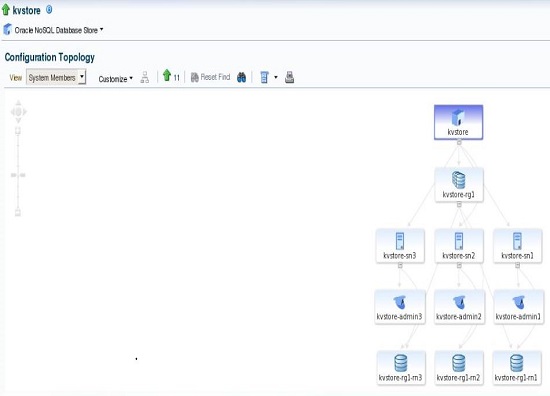 kvstore
Oracle NoSQL Database Store
Configuration Topology
View System Members Customize 11 Reset Find
kvstore
kvstore-rg1
kvstore-sn3 kvstore-sn2 kvstore-sn1
kvstore-admin3 kvstore-admin2 kvstore-admin1
kvstore-rg1-rn3 kvstore-rg1-rn2 kvstore-rg1-rn1